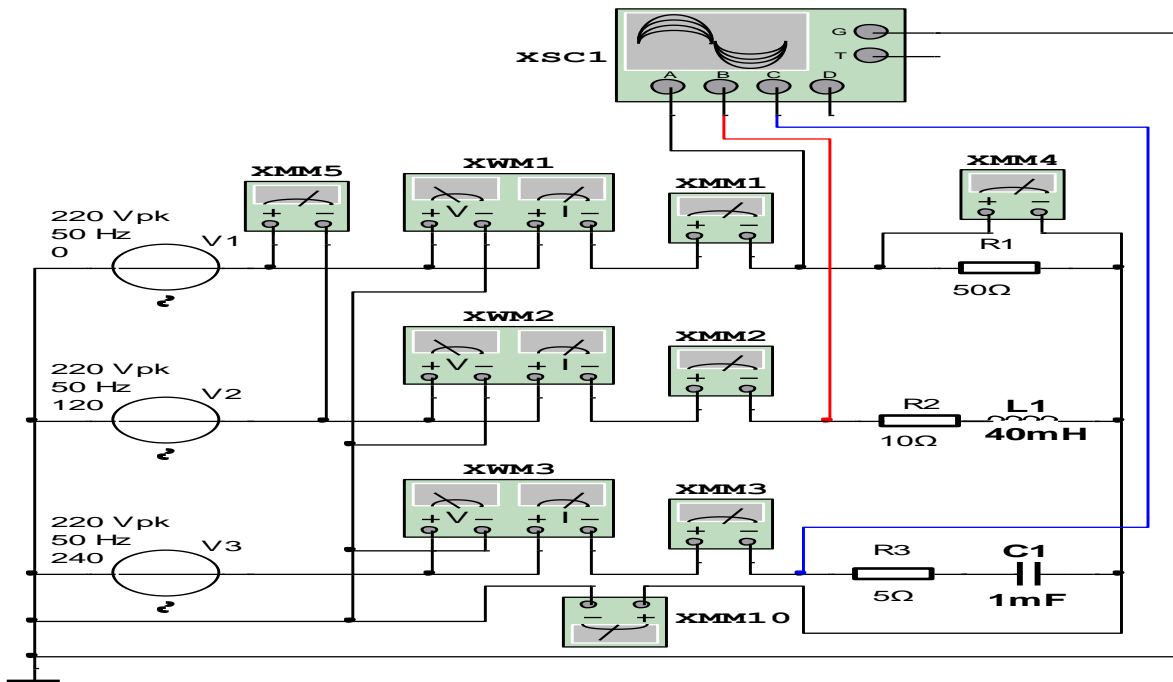 XSC1
G
T
A B C D
XMM5
XWM1
XMM1
XMM4
220 Vpk
50 Hz
0
V1
+ −
+ V − + I −
+ −
+ −
R1
50Ω
XWM2
XMM2
220 Vpk
50 Hz
120
V2
+ V − + I −
+ −
R2
10Ω
L1
40mH
XWM3
XMM3
220 Vpk
50 Hz
240
V3
+ V − + I −
+ −
R3
5Ω
C1
1mF
− +
XMM10